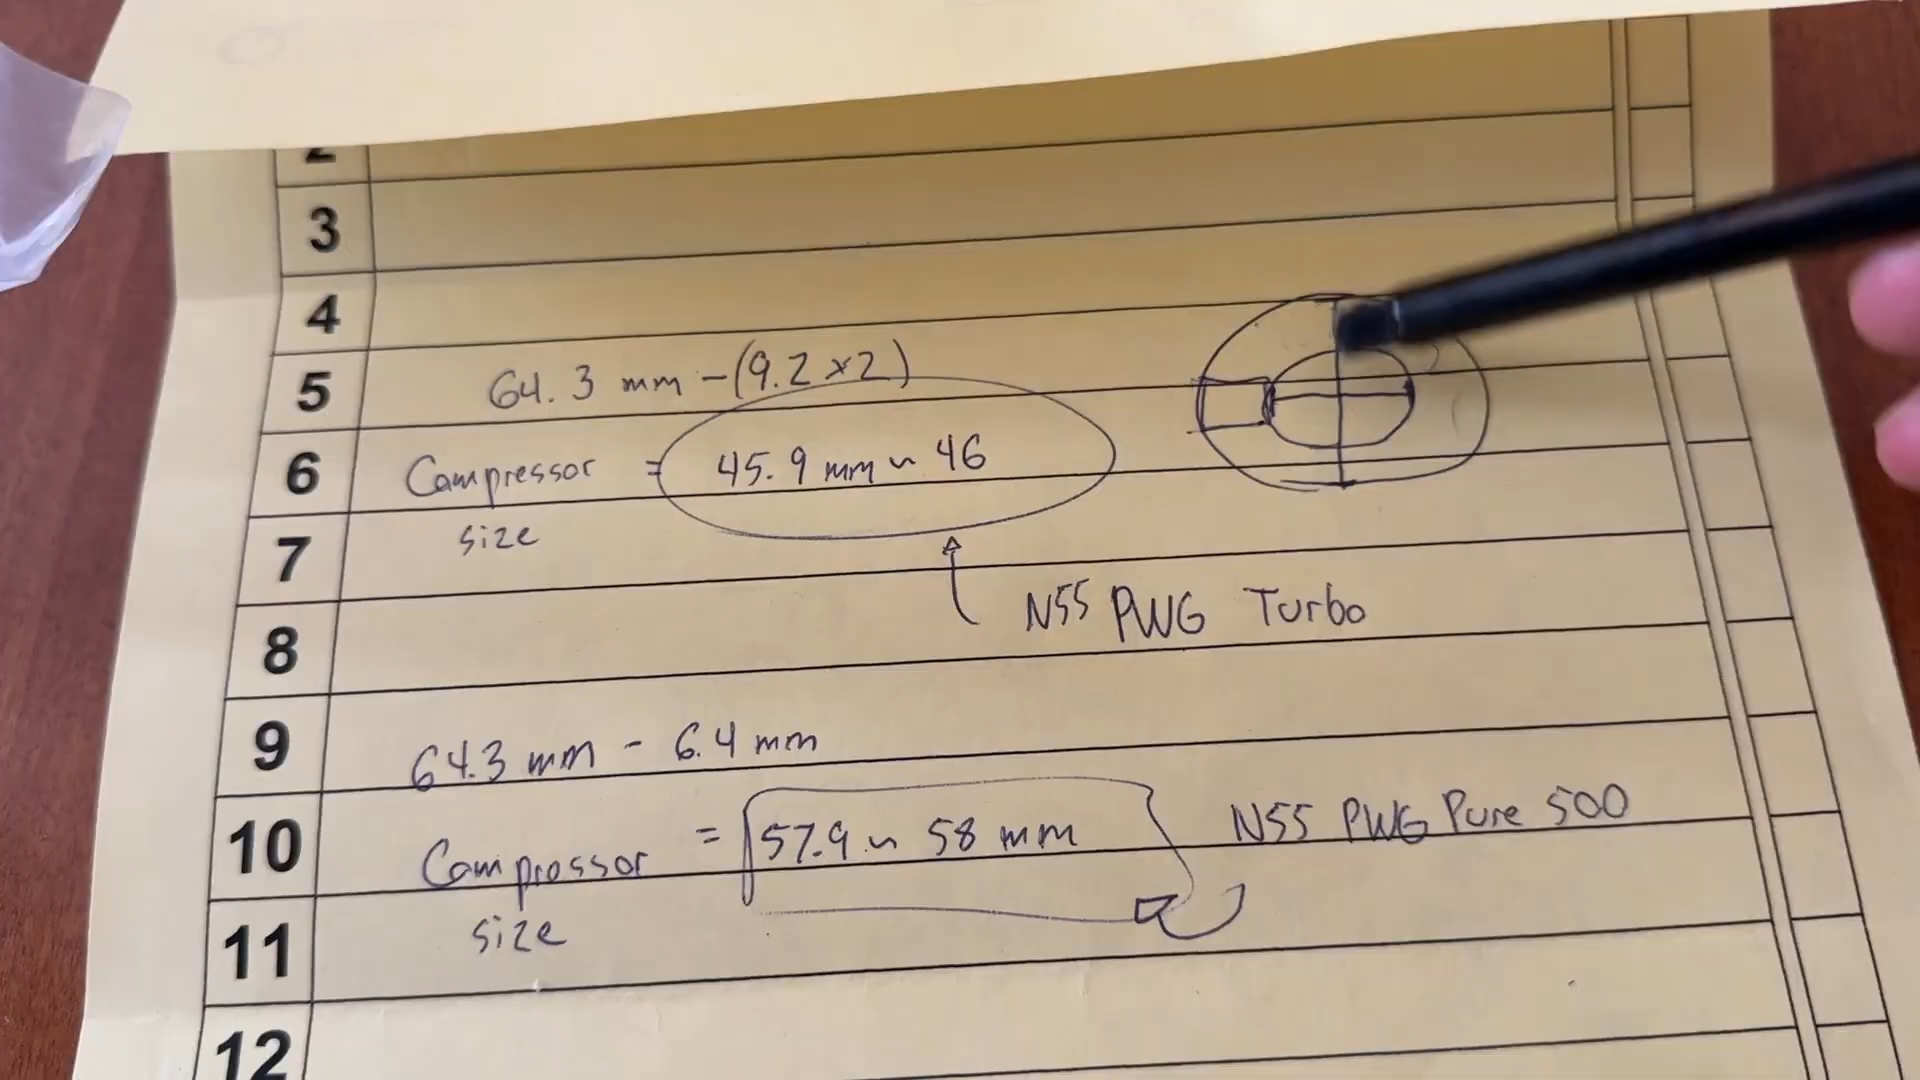 2
3
4
5
64.3 mm - (9.2 x 2)
6
Compressor = 45.9 mm ~ 46
size
7
N55 PWG Turbo
8
9
64.3 mm - 6.4 mm
10
Comprossor = 57.9 ~ 58 mm
N55 PWG Pure 500
size
11
12